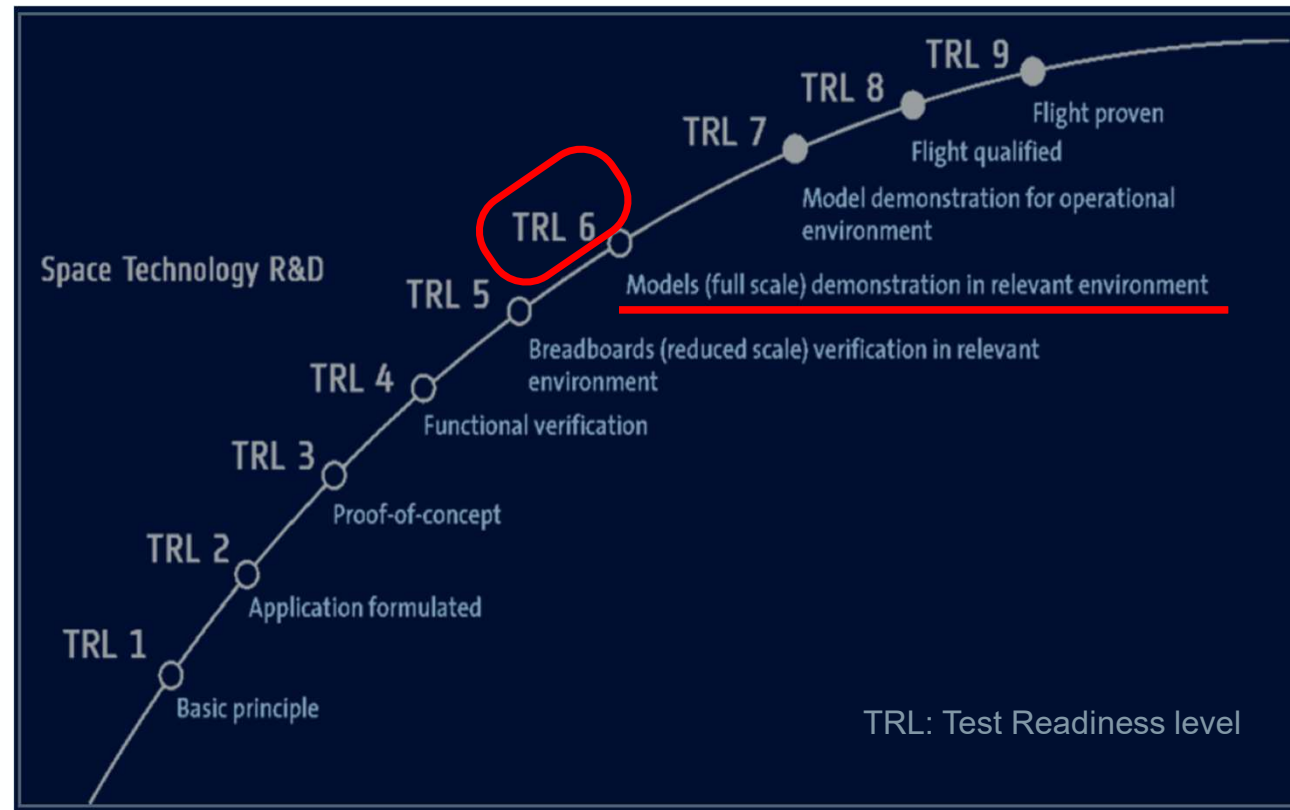 TRL 9
Flight proven
TRL 8
Flight qualified
TRL 7
Model demonstration for operational
environment
TRL 6
Models (full scale) demonstration in relevant environment
Space Technology R&D
TRL 5
Breadboards (reduced scale) verification in relevant
environment
TRL 4
Functional verification
TRL 3
Proof-of-concept
TRL 2
Application formulated
TRL 1
Basic principle
TRL: Test Readiness level